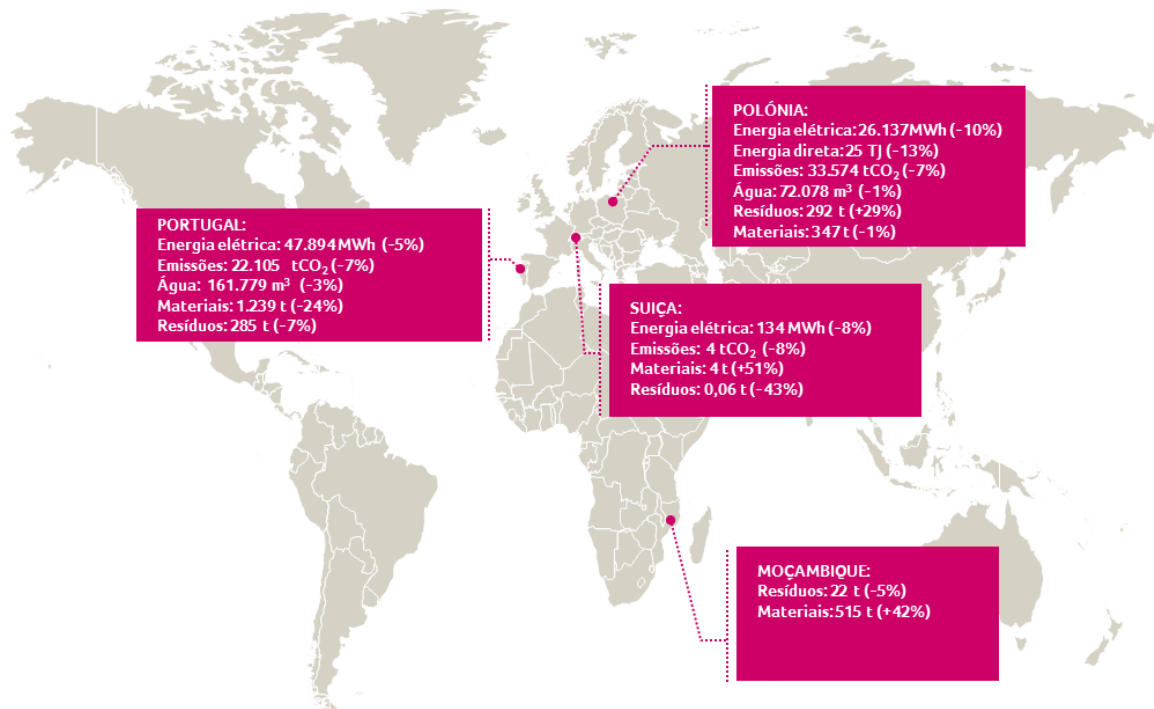 POLÓNIA:
Energia elétrica: 26.137 MWh (-10%)
Energia direta: 25 TJ (-13%)
Emissões: 33.574 tCO₂ (-7%)
Água: 72.078 m³ (-1%)
Resíduos: 292 t (+29%)
Materiais: 347 t (-1%)
PORTUGAL:
Energia elétrica: 47.894 MWh (-5%)
Emissões: 22.105 tCO₂ (-7%)
Água: 161.779 m³ (-3%)
Materiais: 1.239 t (-24%)
Resíduos: 285 t (-7%)
SUIÇA:
Energia elétrica: 134 MWh (-8%)
Emissões: 4 tCO₂ (-8%)
Materiais: 4 t (+51%)
Resíduos: 0,06 t (-43%)
MOÇAMBIQUE:
Resíduos: 22 t (-5%)
Materiais: 515 t (+42%)